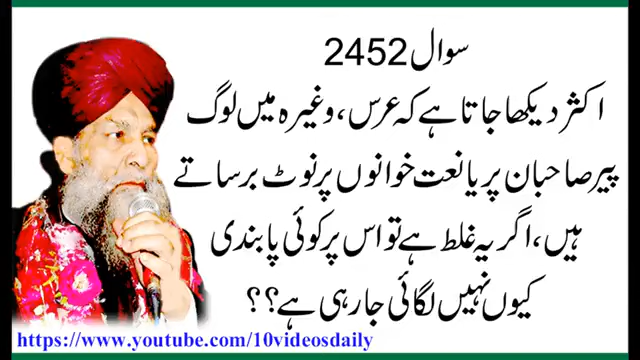 سوال 2452
اکثر دیکھا جاتا ہے کہ عرس، وغیرہ میں لوگ
پیر صاحبان پر یا نعت خوانوں پر نوٹ برساتے
ہیں، اگر یہ غلط ہے تو اس پر کوئی پابندی
کیوں نہیں لگائی جا رہی ہے؟؟
https://www.youtube.com/10videosdaily